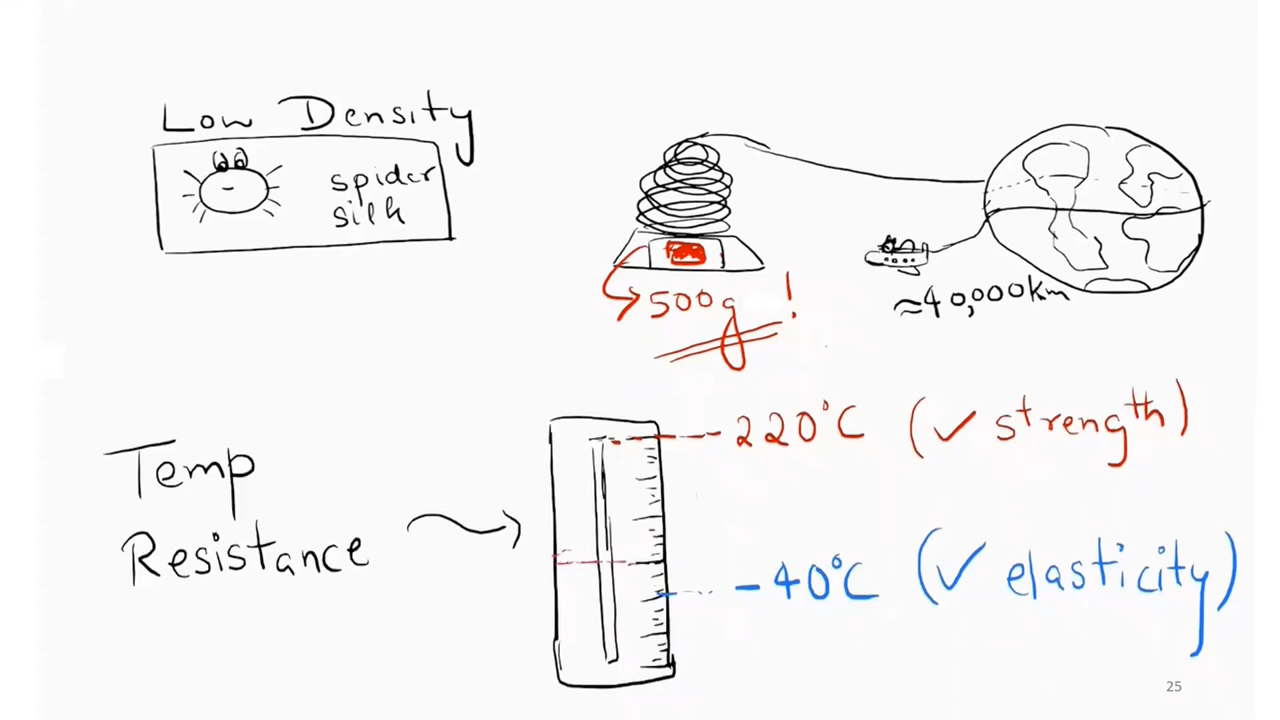 Low Density
spider
silk
500g !
≈40,000km
Temp
Resistance
220°C (✓ strength)
-40°C (✓ elasticity)
25